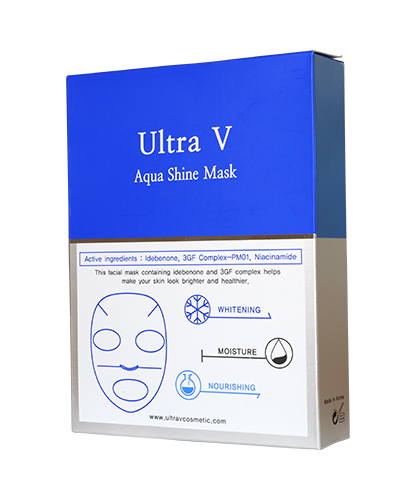 Ultra V
Aqua Shine Mask
Active ingredients : Idebenone, 3GF Complex-PM01, Niacinamide
This facial mask containing idebenone and 3GF complex helps
make your skin look brighter and healthier.
WHITENING
MOISTURE
NOURISHING
www.ultravcosmetic.com
Made in Korea